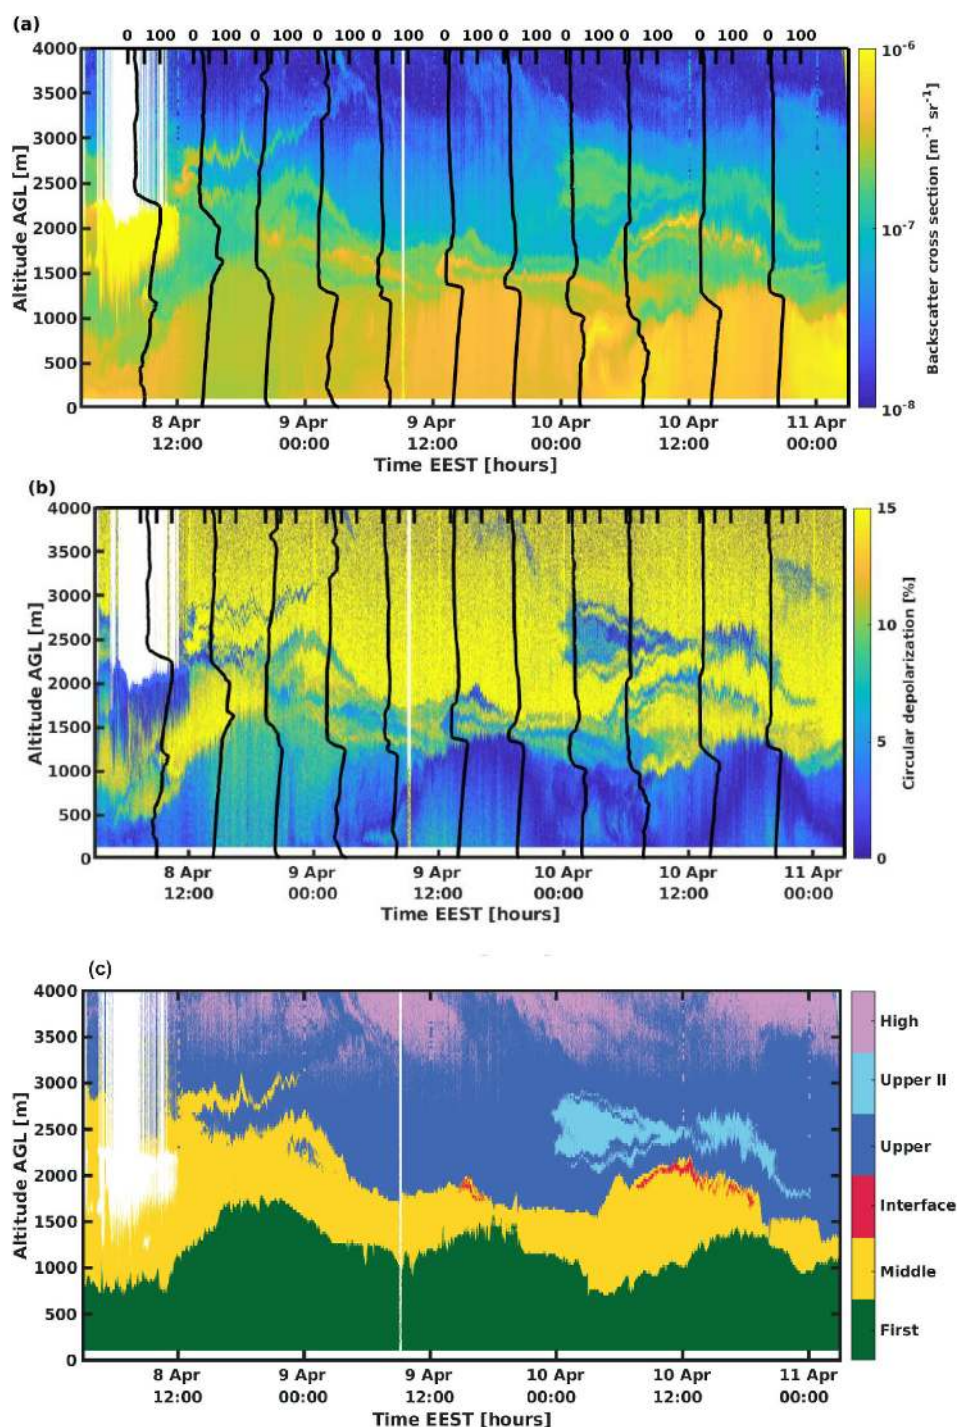 (a)
0 100 0 100 0 100 0 100 0 100 0 100 0 100 0 100 0 100 0 100 0 100
4000
3500
3000
2500
2000
1500
1000
500
0
Altitude AGL [m]
8 Apr 9 Apr 9 Apr 10 Apr 10 Apr 11 Apr
12:00 00:00 12:00 00:00 12:00 00:00
Time EEST [hours]
10⁻⁶
10⁻⁷
10⁻⁸
Backscatter cross section [m⁻¹ sr⁻¹]
(b)
4000
3500
3000
2500
2000
1500
1000
500
0
Altitude AGL [m]
8 Apr 9 Apr 9 Apr 10 Apr 10 Apr 11 Apr
12:00 00:00 12:00 00:00 12:00 00:00
Time EEST [hours]
15
10
5
0
Circular depolarization [%]
(c)
4000
3500
3000
2500
2000
1500
1000
500
0
Altitude AGL [m]
8 Apr 9 Apr 9 Apr 10 Apr 10 Apr 11 Apr
12:00 00:00 12:00 00:00 12:00 00:00
Time EEST [hours]
High
Upper II
Upper
Interface
Middle
First